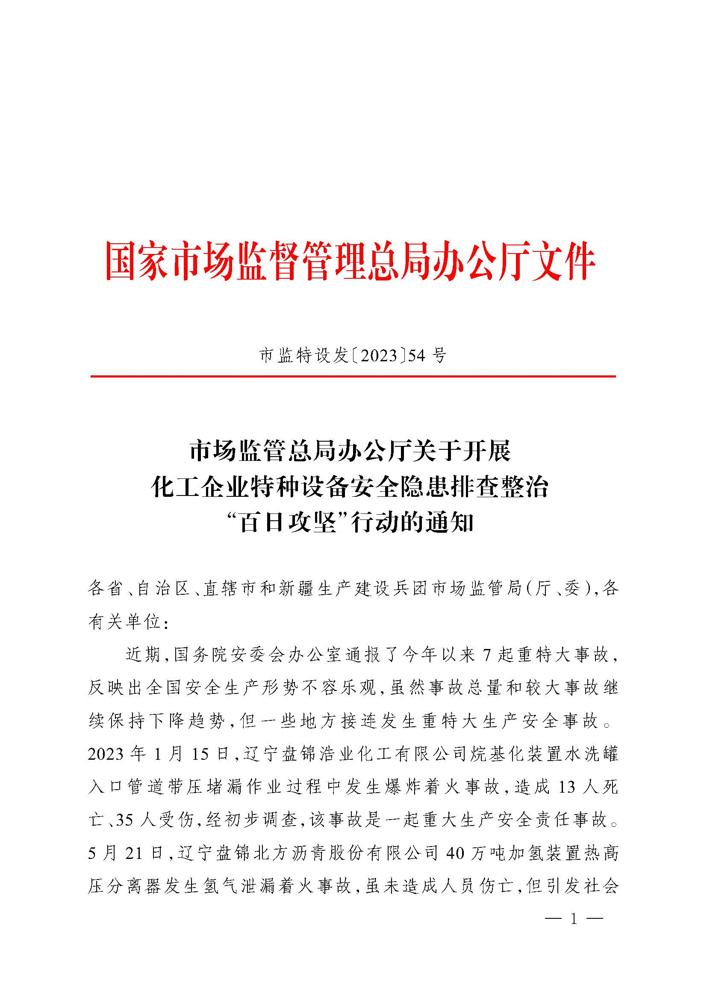 国家市场监督管理总局办公厅文件
市监特设发〔2023〕54 号
市场监管总局办公厅关于开展
化工企业特种设备安全隐患排查整治
“百日攻坚”行动的通知
各省、自治区、直辖市和新疆生产建设兵团市场监管局(厅、委),各
有关单位:
近期,国务院安委会办公室通报了今年以来 7 起重特大事故,
反映出全国安全生产形势不容乐观,虽然事故总量和较大事故继
续保持下降趋势,但一些地方接连发生重特大生产安全事故。
2023 年 1 月 15 日,辽宁盘锦浩业化工有限公司烷基化装置水洗罐
入口管道带压堵漏作业过程中发生爆炸着火事故,造成 13 人死
亡、35 人受伤,经初步调查,该事故是一起重大生产安全责任事故。
5 月 21 日,辽宁盘锦北方沥青股份有限公司 40 万吨加氢装置热高
压分离器发生氢气泄漏着火事故,虽未造成人员伤亡,但引发社会
— 1 —